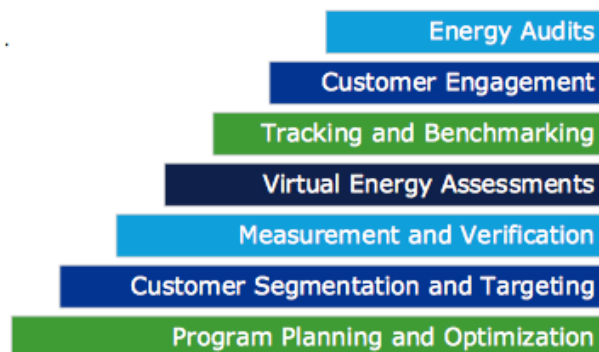 Energy Audits
Customer Engagement
Tracking and Benchmarking
Virtual Energy Assessments
Measurement and Verification
Customer Segmentation and Targeting
Program Planning and Optimization